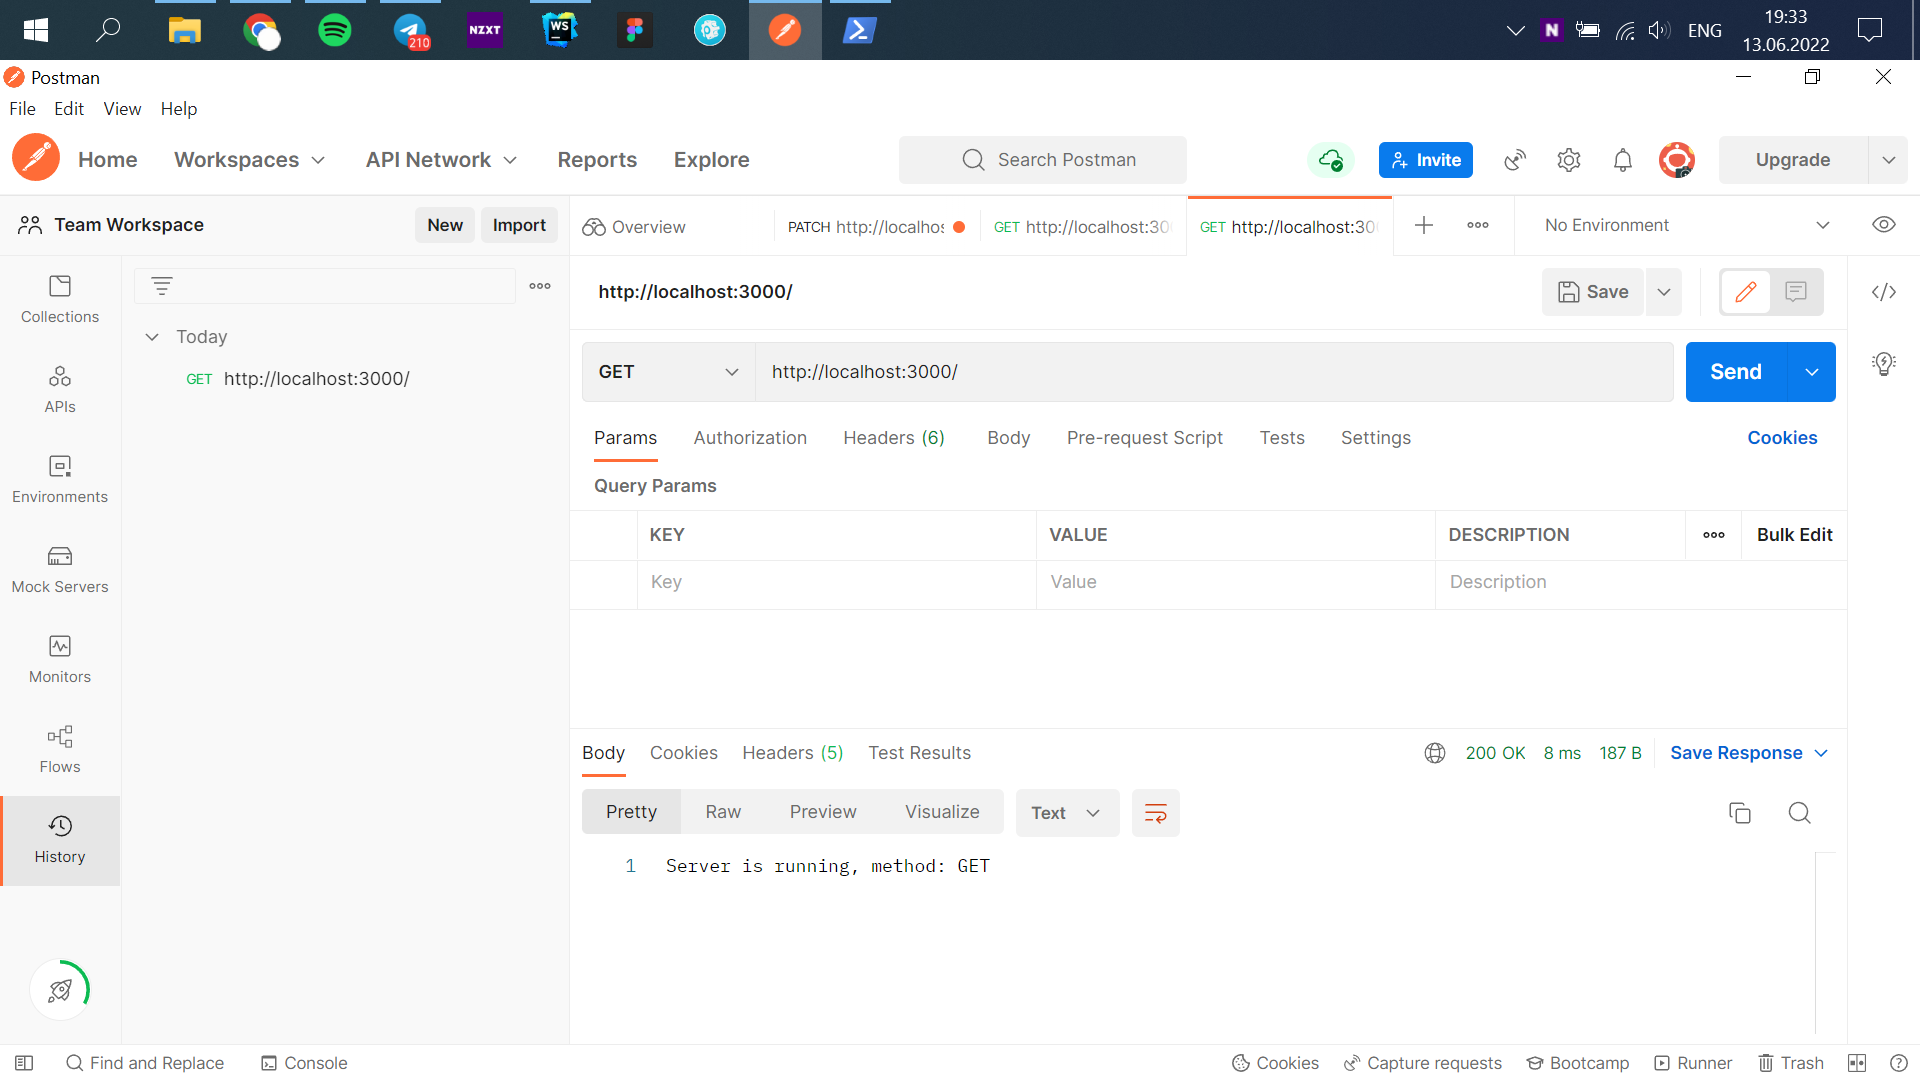 210
NZXT
WS
N
ENG
19:33
13.06.2022
Postman
File Edit View Help
Home Workspaces API Network Reports Explore
Search Postman
Invite
Upgrade
Team Workspace
New
Import
Overview
PATCH http://localhos
GET http://localhost:30
GET http://localhost:30
No Environment
Collections
APIs
Environments
Mock Servers
Monitors
Flows
History
Today
GET http://localhost:3000/
http://localhost:3000/
Save
GET
http://localhost:3000/
Send
Params Authorization Headers (6) Body Pre-request Script Tests Settings
Cookies
Query Params
KEY VALUE DESCRIPTION
Bulk Edit
Key Value Description
Body Cookies Headers (5) Test Results
200 OK 8 ms 187 B
Save Response
Pretty Raw Preview Visualize
Text
1 Server is running, method: GET
Find and Replace
Console
Cookies
Capture requests
Bootcamp
Runner
Trash